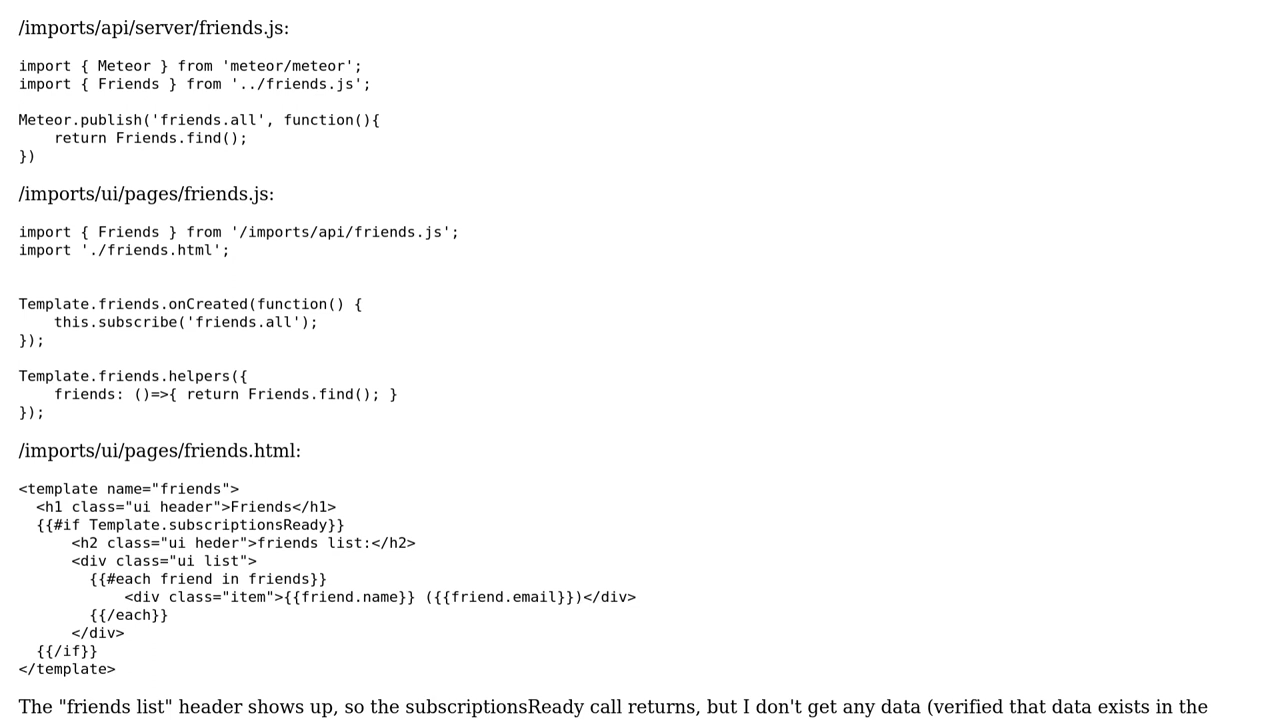 /imports/api/server/friends.js:
import { Meteor } from 'meteor/meteor';
import { Friends } from '../friends.js';
Meteor.publish('friends.all', function(){
    return Friends.find();
})
/imports/ui/pages/friends.js:
import { Friends } from '/imports/api/friends.js';
import './friends.html';
Template.friends.onCreated(function() {
    this.subscribe('friends.all');
});
Template.friends.helpers({
    friends: ()=>{ return Friends.find(); }
});
/imports/ui/pages/friends.html:
<template name="friends">
  <h1 class="ui header">Friends</h1>
  {{#if Template.subscriptionsReady}}
      <h2 class="ui heder">friends list:</h2>
      <div class="ui list">
        {{#each friend in friends}}
            <div class="item">{{friend.name}} ({{friend.email}})</div>
        {{/each}}
      </div>
  {{/if}}
</template>
The "friends list" header shows up, so the subscriptionsReady call returns, but I don't get any data (verified that data exists in the